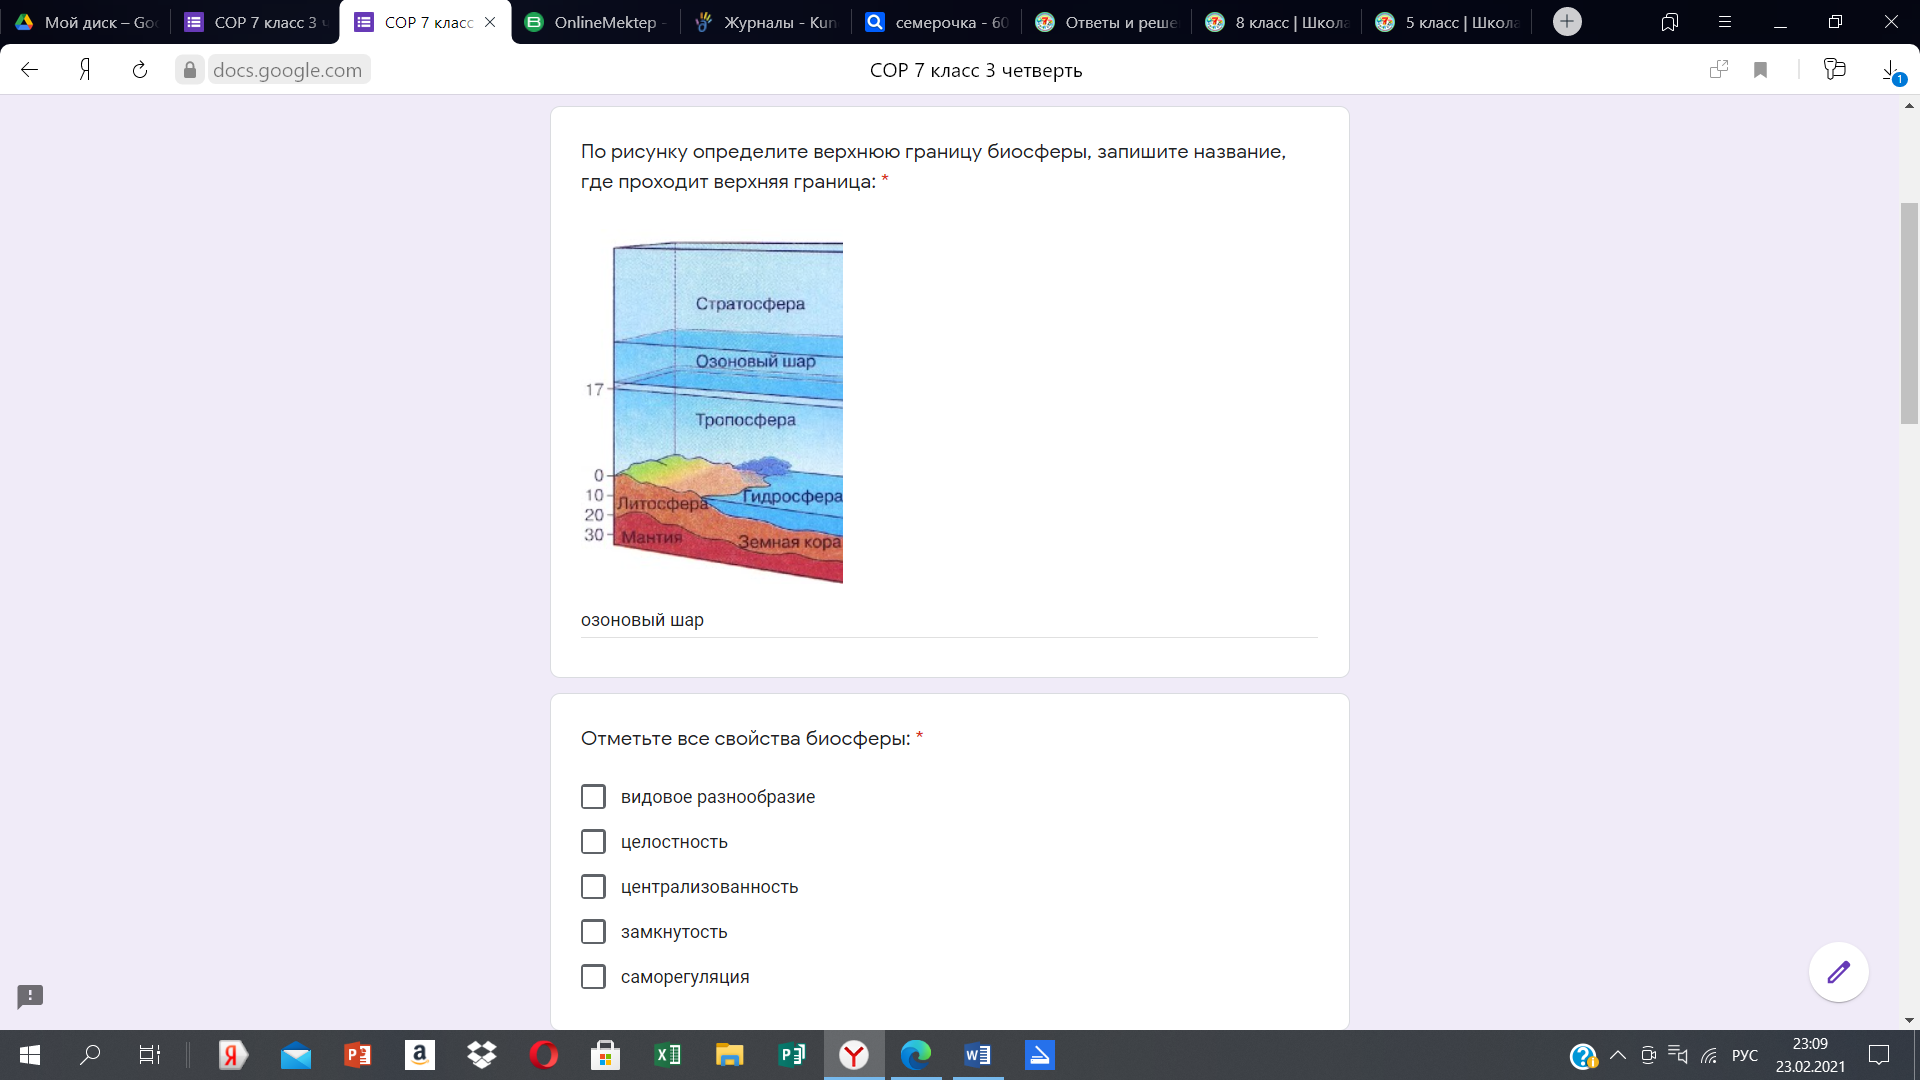 Мой диск – Goo
СОР 7 класс 3 ч
СОР 7 класс
OnlineMektep -
Журналы - Kun
семерочка - 60
Ответы и реше
8 класс | Школа
5 класс | Школа
docs.google.com
СОР 7 класс 3 четверть
1
По рисунку определите верхнюю границу биосферы, запишите название,
где проходит верхняя граница: *
Стратосфера
Озоновый шар
17
Тропосфера
0
10
Гидросфера
Литосфера
20
30
Мантия
Земная кора
озоновый шар
Отметьте все свойства биосферы: *
видовое разнообразие
целостность
централизованность
замкнутость
саморегуляция
РУС
23:09
23.02.2021